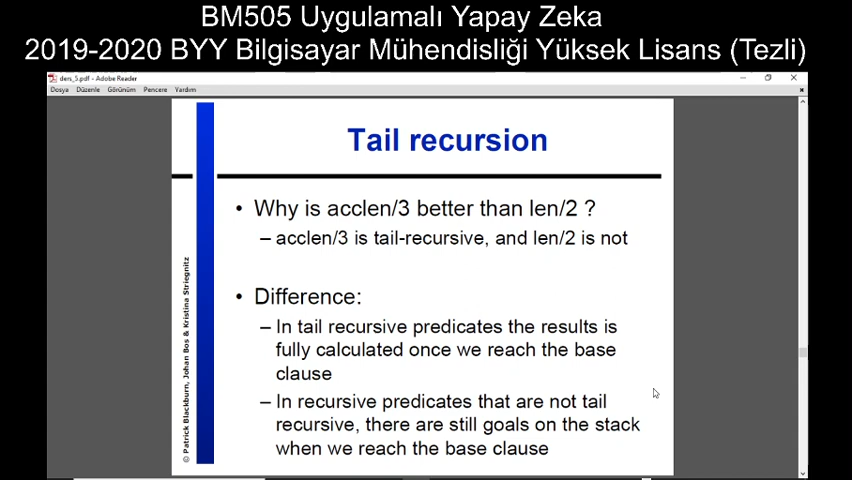 BM505 Uygulamalı Yapay Zeka
2019-2020 BYY Bilgisayar Mühendisliği Yüksek Lisans (Tezli)
ders_5.pdf - Adobe Reader
Dosya Düzenle Görünüm Pencere Yardım
Tail recursion
• Why is acclen/3 better than len/2 ?
– acclen/3 is tail-recursive, and len/2 is not
• Difference:
– In tail recursive predicates the results is
fully calculated once we reach the base
clause
– In recursive predicates that are not tail
recursive, there are still goals on the stack
when we reach the base clause
© Patrick Blackburn, Johan Bos & Kristina Striegnitz